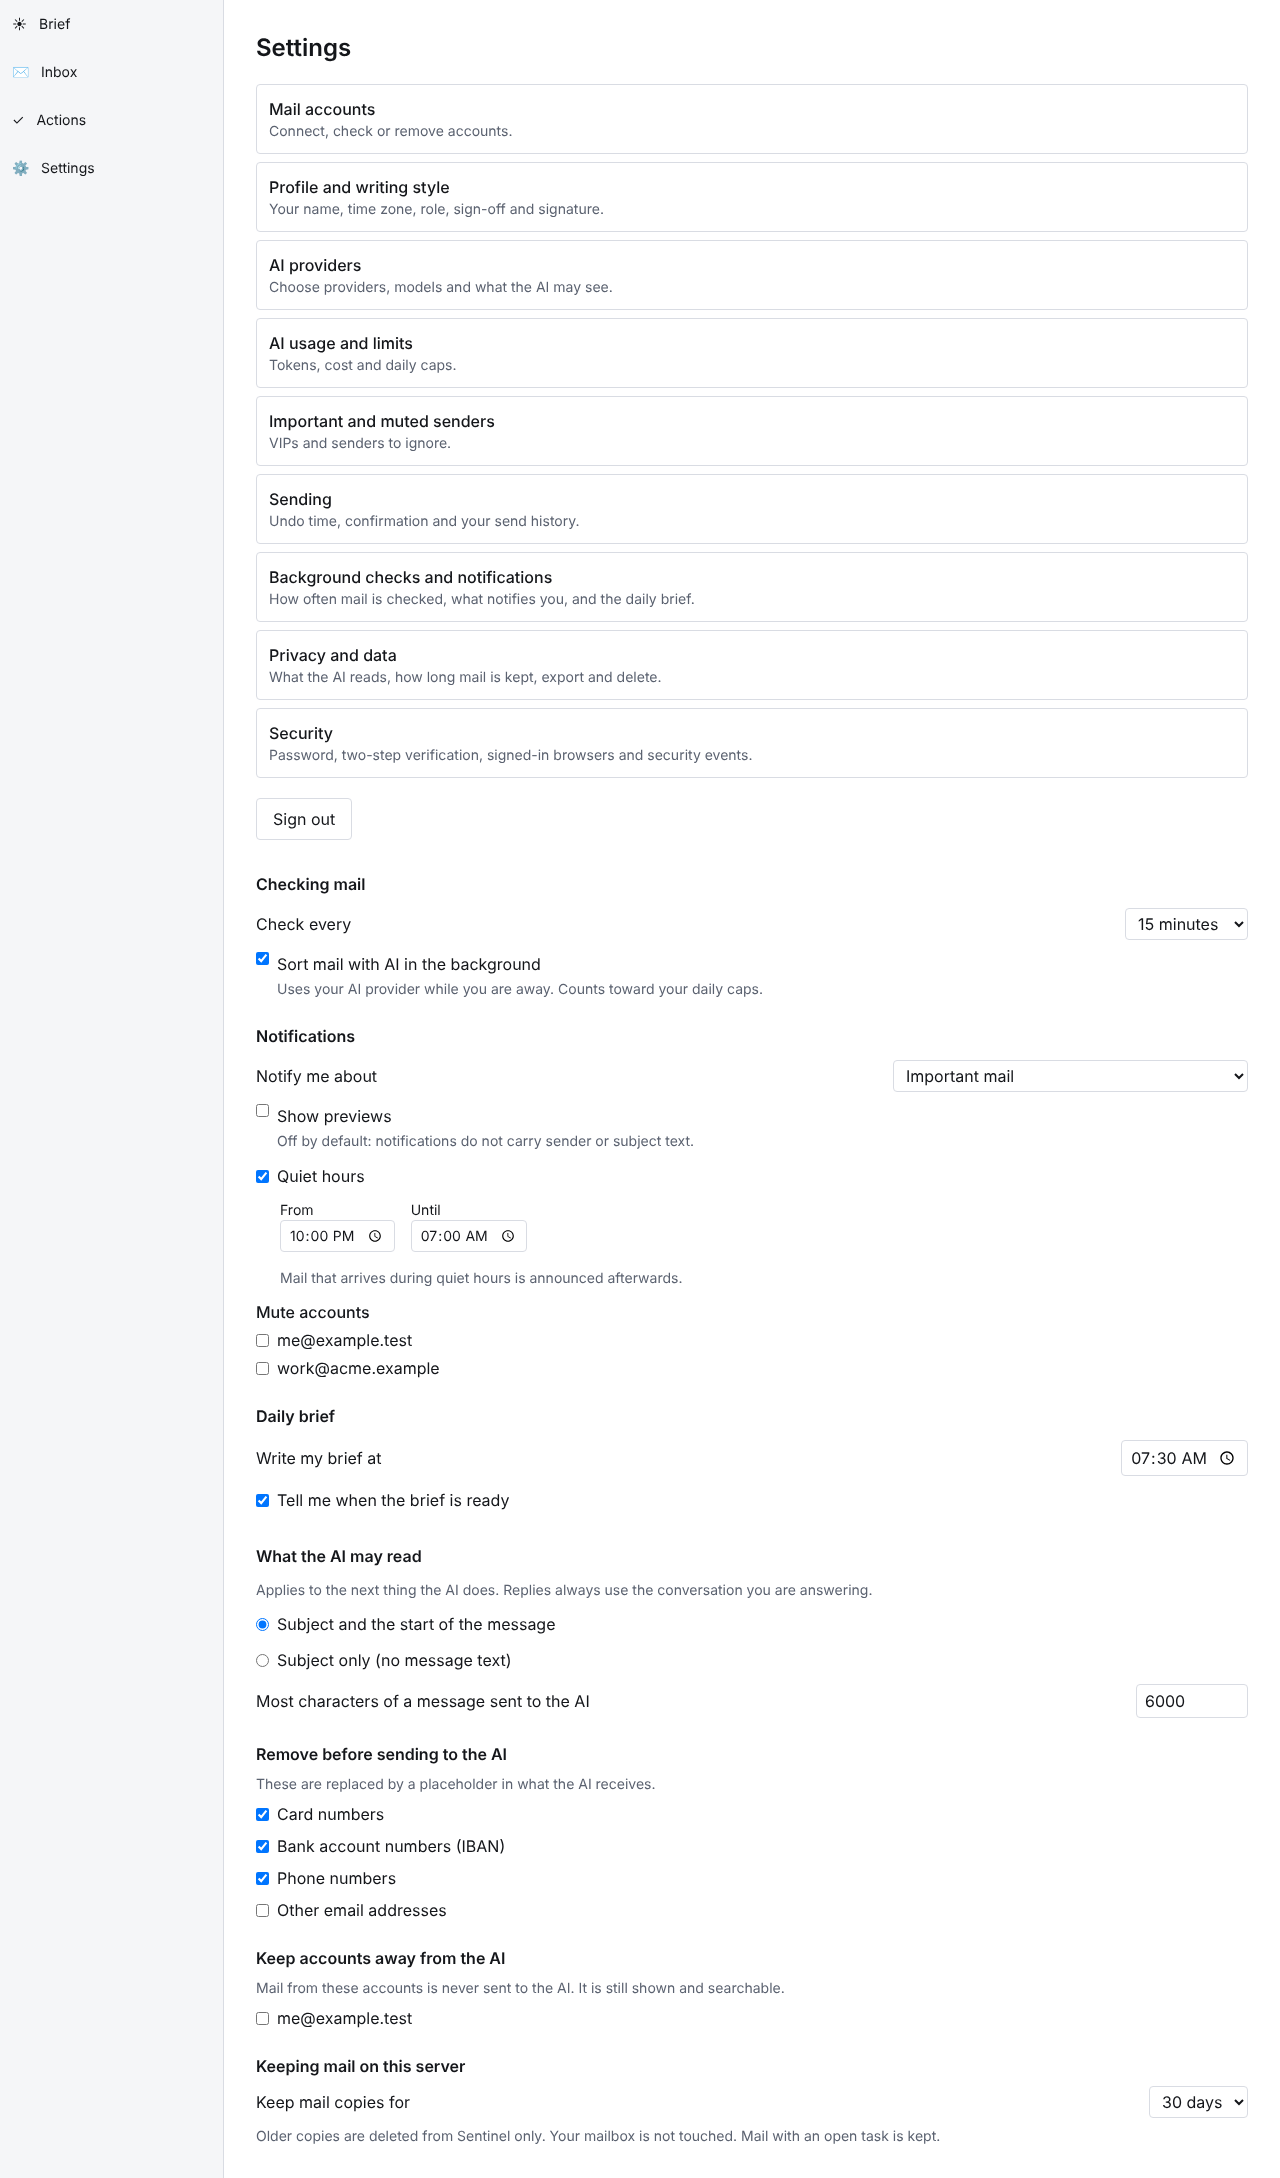 Brief
Inbox
Actions
Settings
Settings
Mail accounts
Connect, check or remove accounts.
Profile and writing style
Your name, time zone, role, sign-off and signature.
AI providers
Choose providers, models and what the AI may see.
AI usage and limits
Tokens, cost and daily caps.
Important and muted senders
VIPs and senders to ignore.
Sending
Undo time, confirmation and your send history.
Background checks and notifications
How often mail is checked, what notifies you, and the daily brief.
Privacy and data
What the AI reads, how long mail is kept, export and delete.
Security
Password, two-step verification, signed-in browsers and security events.
Sign out
Checking mail
Check every 15 minutes
Sort mail with AI in the background
Uses your AI provider while you are away. Counts toward your daily caps.
Notifications
Notify me about Important mail
Show previews
Off by default: notifications do not carry sender or subject text.
Quiet hours
From Until
10:00 PM 07:00 AM
Mail that arrives during quiet hours is announced afterwards.
Mute accounts
me@example.test
work@acme.example
Daily brief
Write my brief at 07:30 AM
Tell me when the brief is ready
What the AI may read
Applies to the next thing the AI does. Replies always use the conversation you are answering.
Subject and the start of the message
Subject only (no message text)
Most characters of a message sent to the AI 6000
Remove before sending to the AI
These are replaced by a placeholder in what the AI receives.
Card numbers
Bank account numbers (IBAN)
Phone numbers
Other email addresses
Keep accounts away from the AI
Mail from these accounts is never sent to the AI. It is still shown and searchable.
me@example.test
Keeping mail on this server
Keep mail copies for 30 days
Older copies are deleted from Sentinel only. Your mailbox is not touched. Mail with an open task is kept.